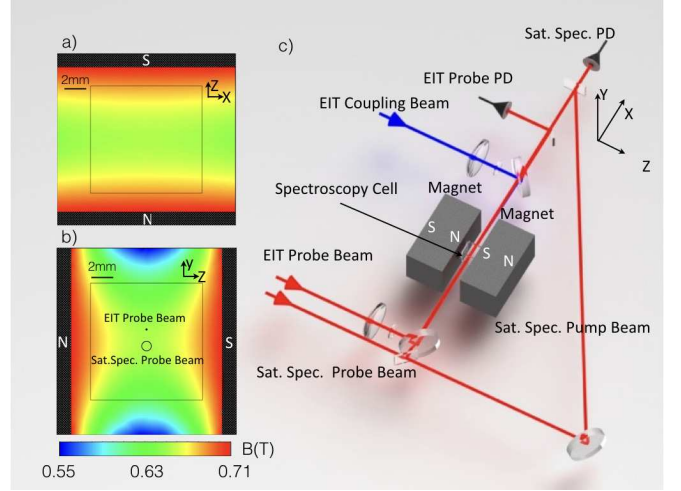 a)
S
2mm
Z
X
N
b)
2mm
y
Z
N
EIT Probe Beam
Sat.Spec. Probe Beam
S
B(T)
0.55
0.63
0.71
c)
Sat. Spec. PD
EIT Probe PD
Y
X
Z
EIT Coupling Beam
Spectroscopy Cell
Magnet
Magnet
S
N
S
N
EIT Probe Beam
Sat. Spec. Pump Beam
Sat. Spec. Probe Beam